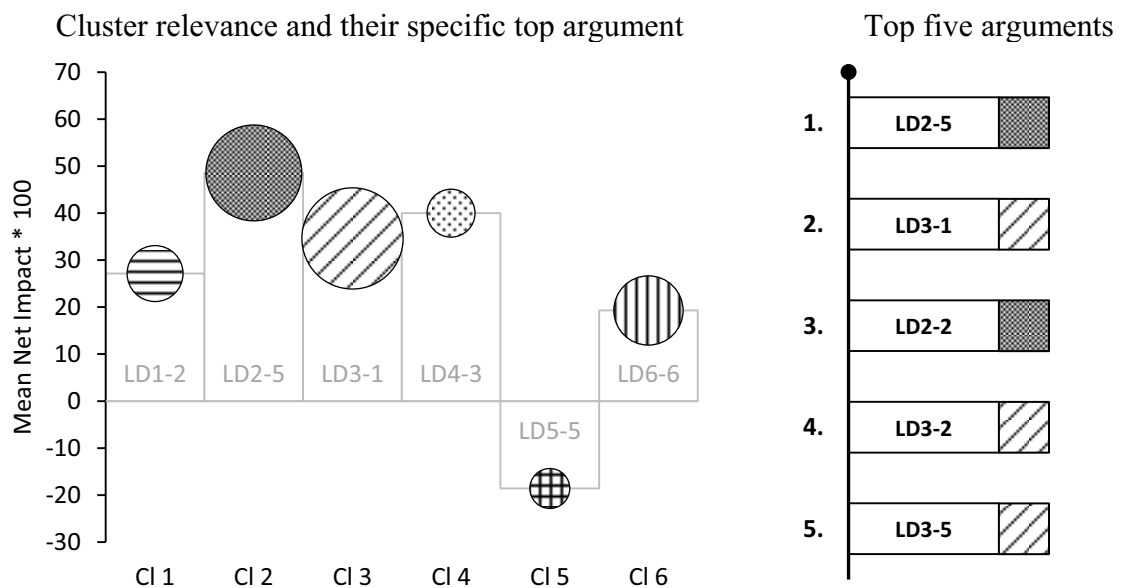 Cluster relevance and their specific top argument
Mean Net Impact * 100
70
60
50
40
30
20
10
0
-10
-20
-30
LD1-2
LD2-5
LD3-1
LD4-3
LD5-5
LD6-6
Cl 1
Cl 2
Cl 3
Cl 4
Cl 5
Cl 6
Top five arguments
1. LD2-5
2. LD3-1
3. LD2-2
4. LD3-2
5. LD3-5